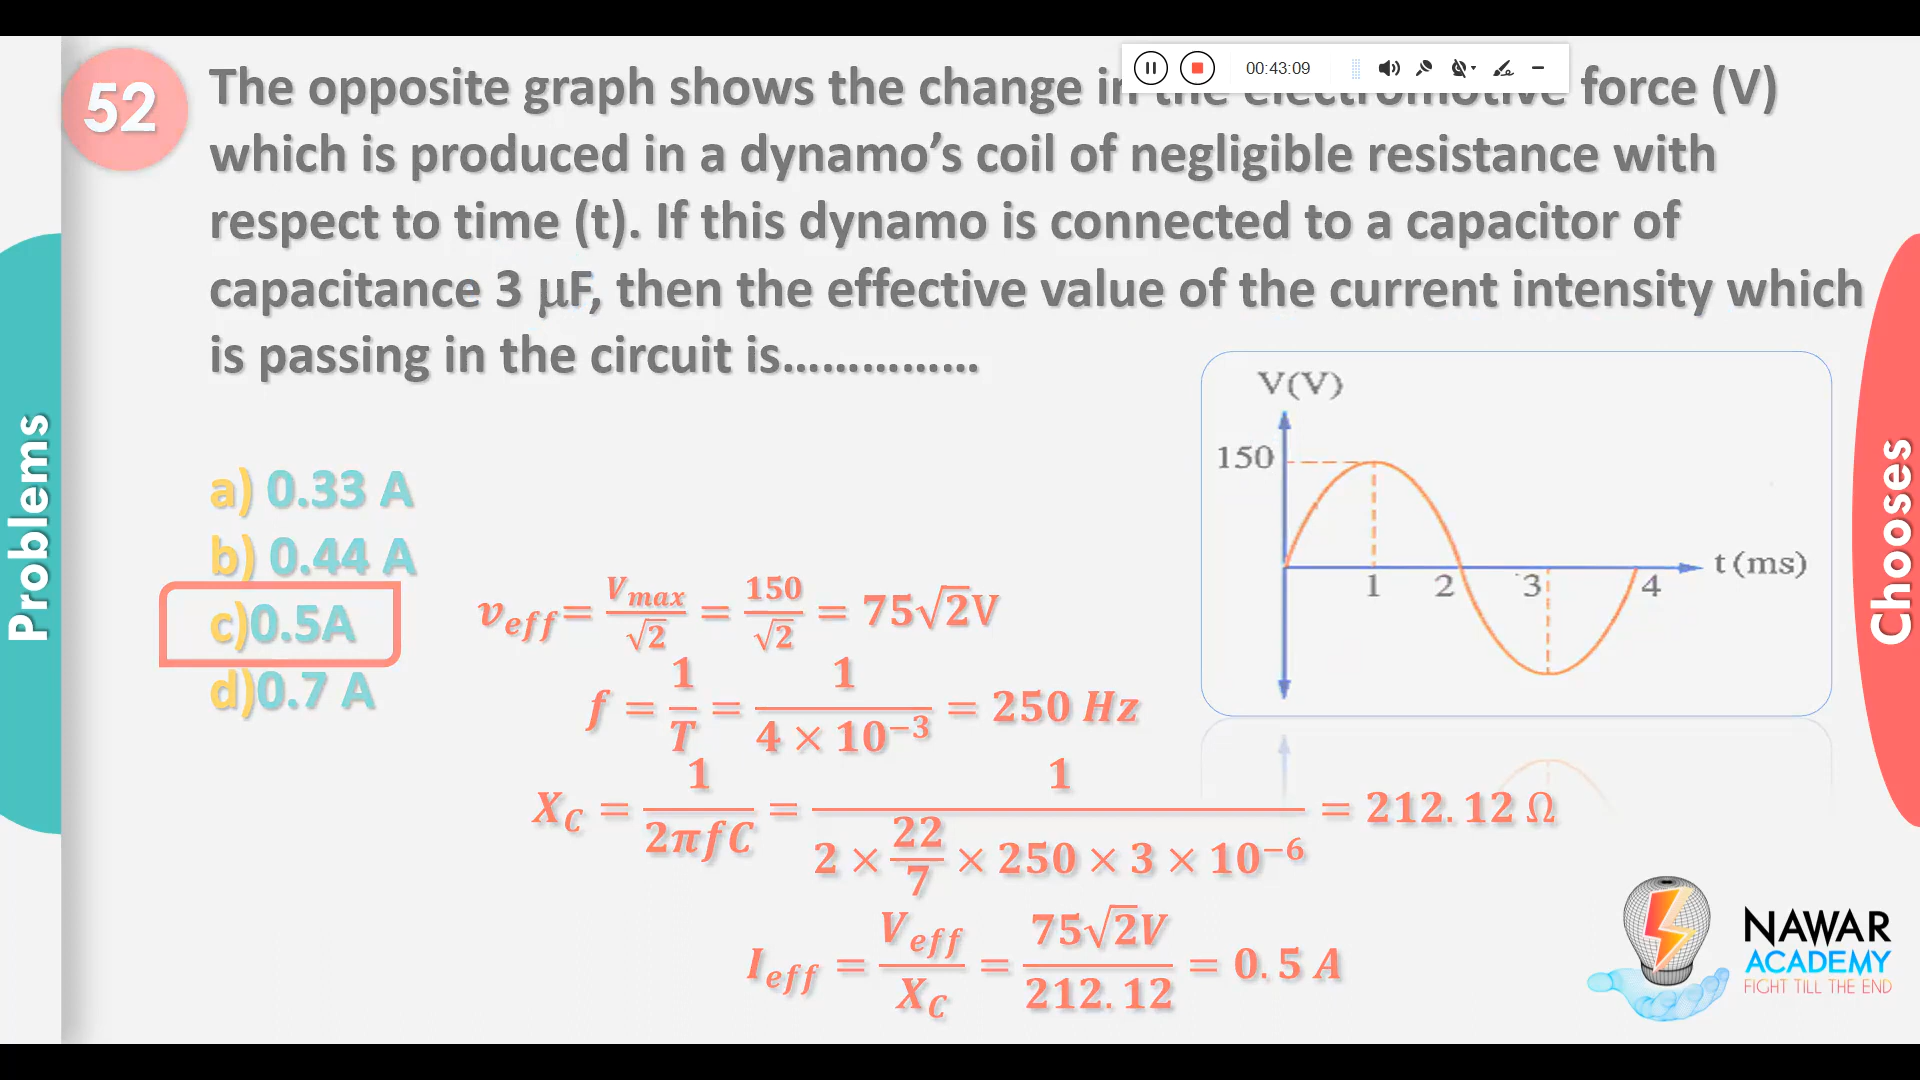 52
00:43:09
The opposite graph shows the change in the electromotive force (V)
which is produced in a dynamo’s coil of negligible resistance with
respect to time (t). If this dynamo is connected to a capacitor of
capacitance 3 μF, then the effective value of the current intensity which
is passing in the circuit is...............
a) 0.33 A
b) 0.44 A
c)0.5A
d)0.7 A
v_eff = V_max/√2 = 150/√2 = 75√2V
f = 1/T = 1/(4 × 10⁻³) = 250 Hz
X_C = 1/(2πfC) = 1/(2 × 22/7 × 250 × 3 × 10⁻⁶) = 212.12 Ω
I_eff = V_eff/X_C = 75√2V/212.12 = 0.5 A
V(V)
150
1 2 3 4
t(ms)
Problems
Chooses
NAWAR
ACADEMY
FIGHT TILL THE END